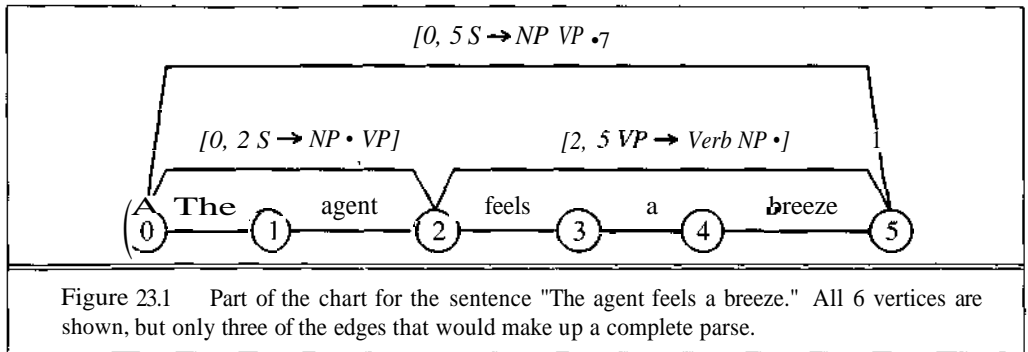 [0, 5 S → NP VP •7
[0, 2 S → NP • VP] [2, 5 VP → Verb NP •]
A The agent feels a breeze
0 1 2 3 4 5
Figure 23.1 Part of the chart for the sentence "The agent feels a breeze." All 6 vertices are
shown, but only three of the edges that would make up a complete parse.